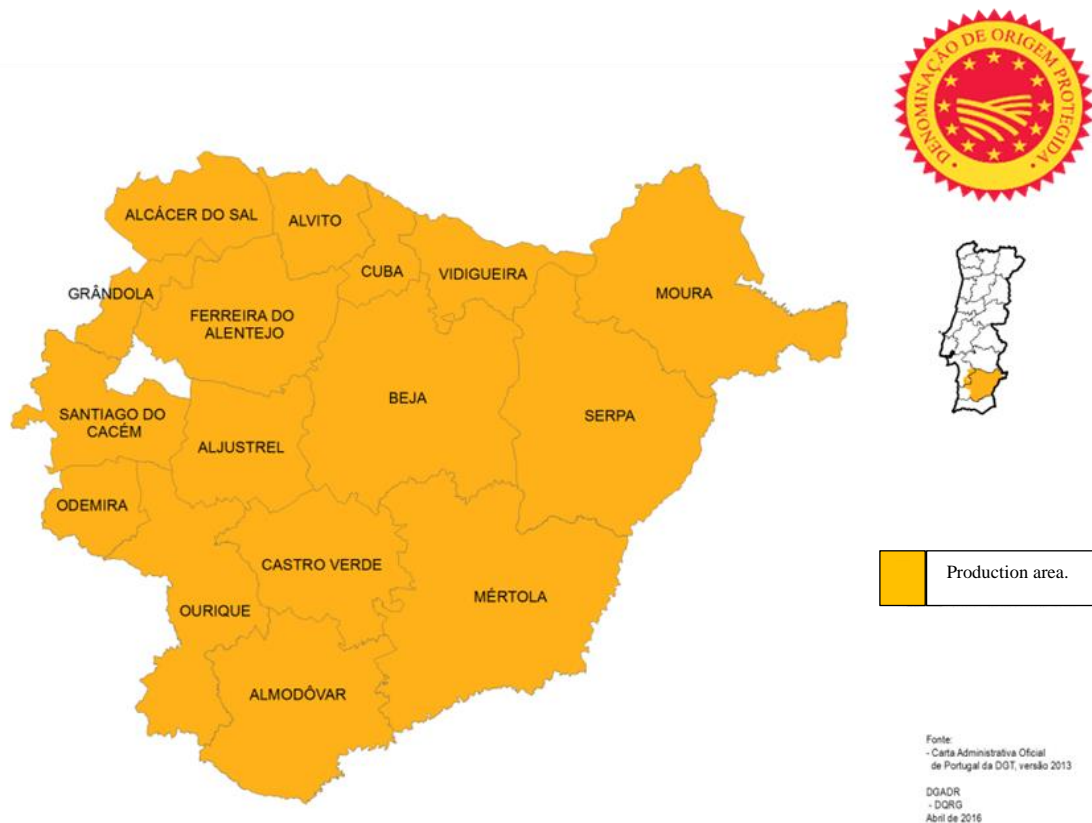 DENOMINAÇÃO DE ORIGEM PROTEGIDA
ALCÁCER DO SAL
ALVITO
CUBA
VIDIGUEIRA
MOURA
GRÂNDOLA
FERREIRA DO
ALENTEJO
BEJA
SERPA
SANTIAGO DO
CACÉM
ALJUSTREL
ODEMIRA
CASTRO VERDE
MÉRTOLA
OURIQUE
ALMODÔVAR
Production area.
Fonte:
- Carta Administrativa Oficial
de Portugal da DGT, versão 2013
DGADR
- DQRG
Abril de 2016